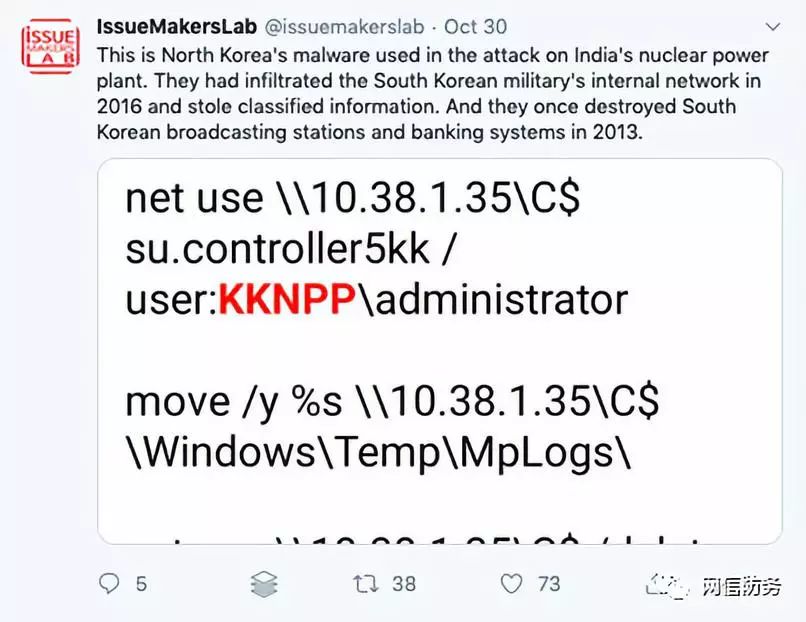 ISSUE
MAKERS
LAB
IssueMakersLab @issuemakerslab · Oct 30
This is North Korea's malware used in the attack on India's nuclear power
plant. They had infiltrated the South Korean military's internal network in
2016 and stole classified information. And they once destroyed South
Korean broadcasting stations and banking systems in 2013.
net use \\10.38.1.35\C$
su.controller5kk /
user:KKNPP\administrator
move /y %s \\10.38.1.35\C$
\Windows\Temp\MpLogs\
5 38 73 网信防务